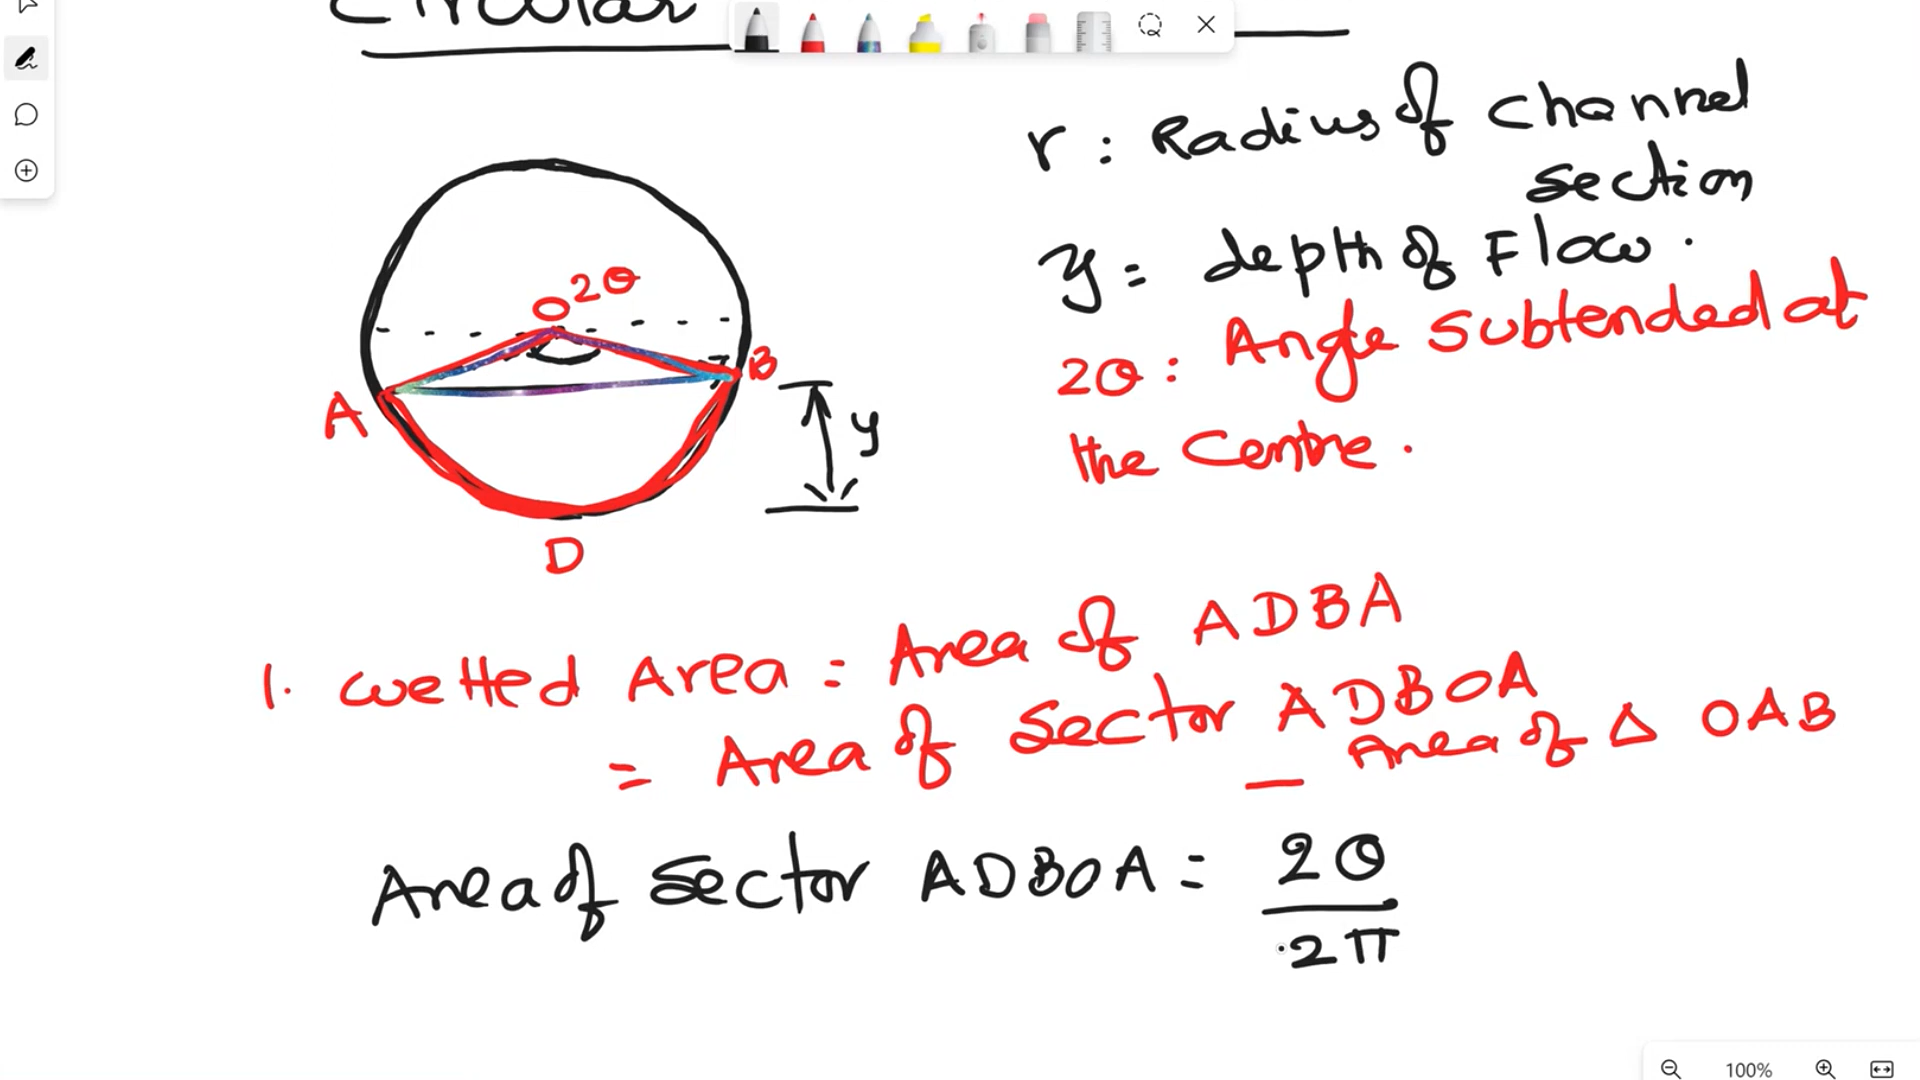 Circular
r : Radius of channel
section
y = depth of Flow .
2θ : Angle subtended at
the Centre .
O 2θ
A
B
y
D
1. wetted Area = Area of ADBA
= Area of sector ADBOA
— Area of Δ OAB
Area of sector ADBOA = 2θ
2π
100%